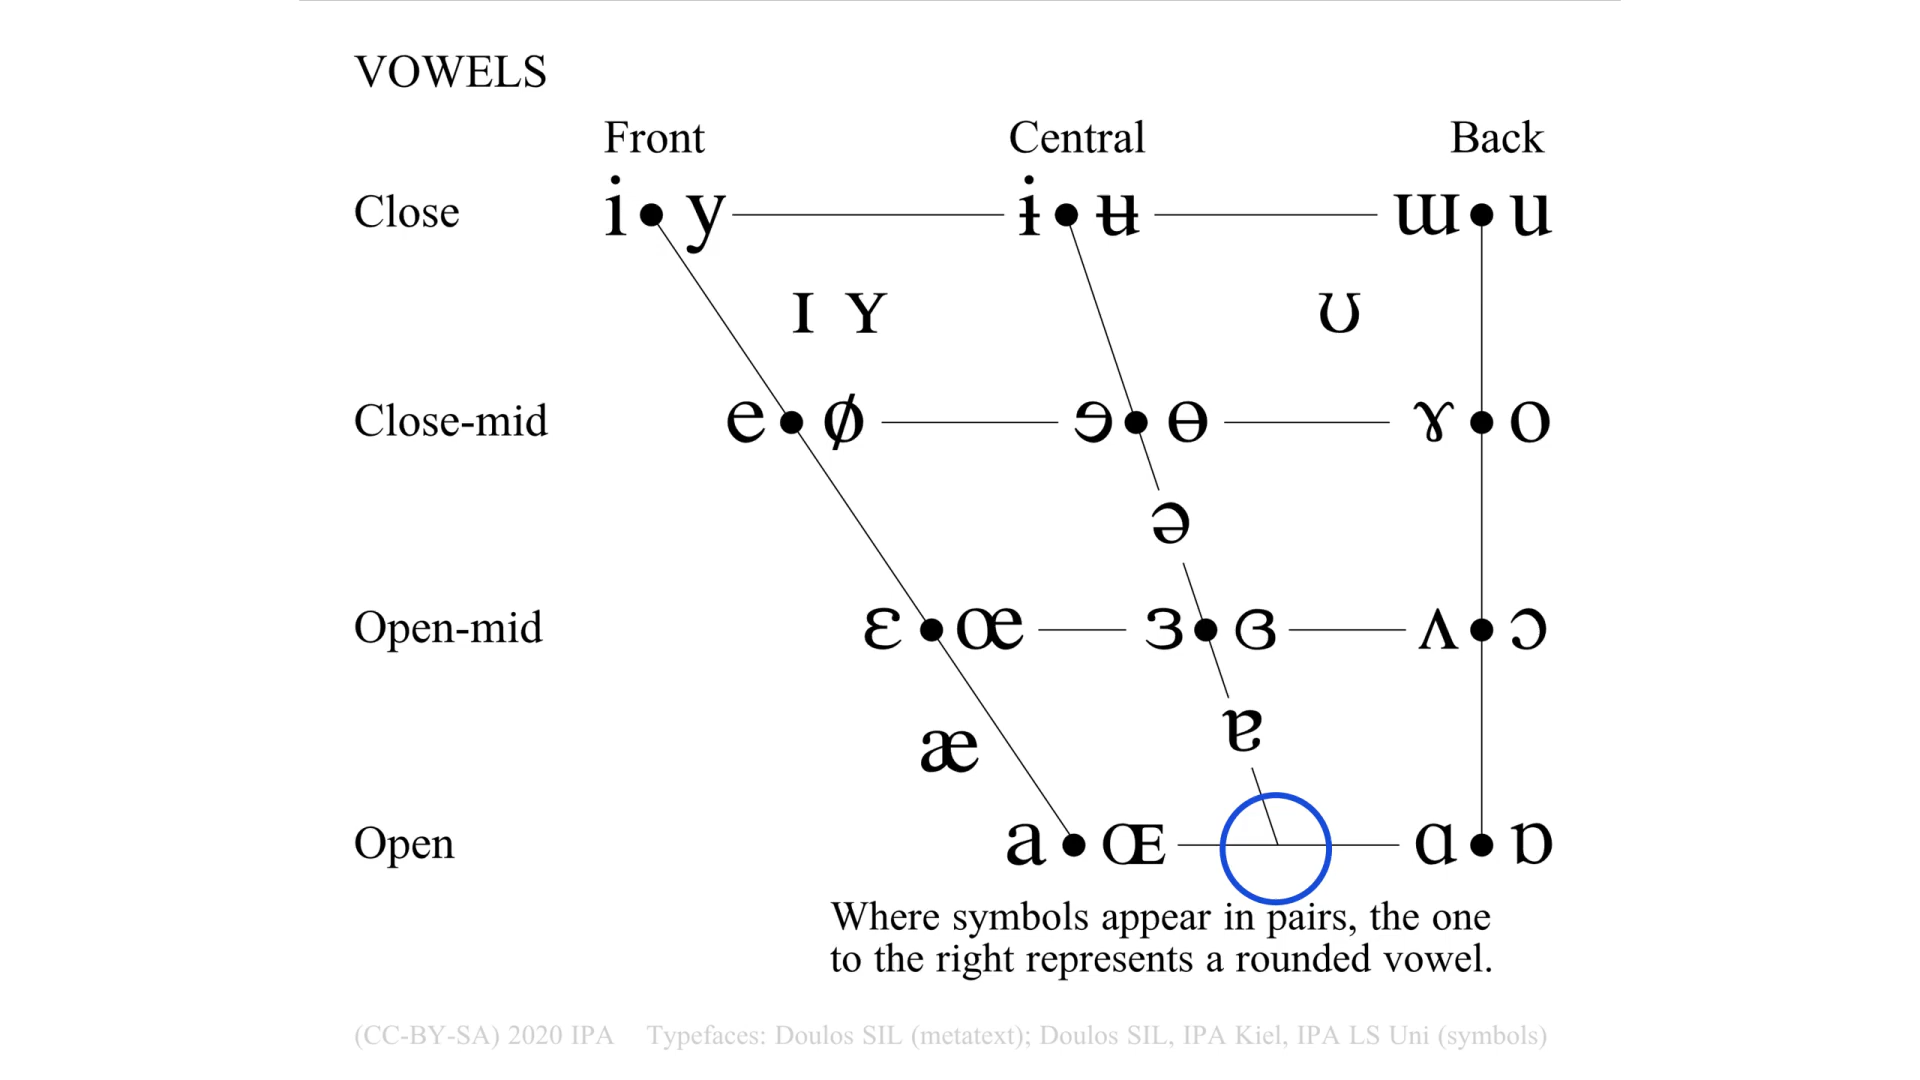 VOWELS
Front Central Back
Close i y ɨ ʉ ɯ u
ɪ ʏ ʊ
Close-mid e ø ɘ ɵ ɤ o
ə
Open-mid ɛ œ ɜ ɞ ʌ ɔ
æ ɐ
Open a ɶ ɑ ɒ
Where symbols appear in pairs, the one
to the right represents a rounded vowel.
(CC-BY-SA) 2020 IPA Typefaces: Doulos SIL (metatext); Doulos SIL, IPA Kiel, IPA LS Uni (symbols)